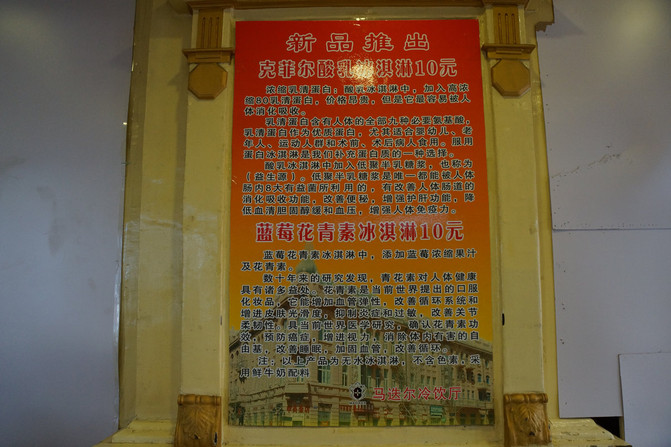 新品推出
克菲尔酸乳冰淇淋10元
浓缩乳清蛋白：酸乳冰淇淋中，加入高浓
缩80乳清蛋白，价格昂贵，但是它最容易被人
体消化吸收。
乳清蛋白含有人体的全部九种必要氨基酸，
乳清蛋白作为优质蛋白，尤其适合婴幼儿、老
年人、运动人群和术前、术后病人食用。服用
蛋白冰淇淋是我们补充蛋白质的一种选择。
酸乳冰淇淋中加入低聚半乳糖浆，也称为
（益生源）。低聚半乳糖浆是唯一都能被人体
肠内8大有益菌所利用的，有改善人体肠道的
消化吸收功能，改善便秘，增强护肝功能，降
低血清胆固醇缓和血压，增强人体免疫力。
蓝莓花青素冰淇淋10元
蓝莓花青素冰淇淋中，添加蓝莓浓缩果汁
及花青素。
数十年来的研究发现，青花素对人体健康
具有诸多益处。花青素是当前世界提出的口服
化妆品，它能增加血管弹性，改善循环系统和
增进皮肤光滑度，抑制炎症和过敏，改善关节
柔韧性。具当前世界医学研究，确认花青素功
效，预防癌症，增进视力，消除体内有害的自
由基，改善睡眠，加固血管，改善循环。
注：以上产品为无水冰淇淋，不含色素，采
用鲜牛奶配料
马迭尔冷饮厅